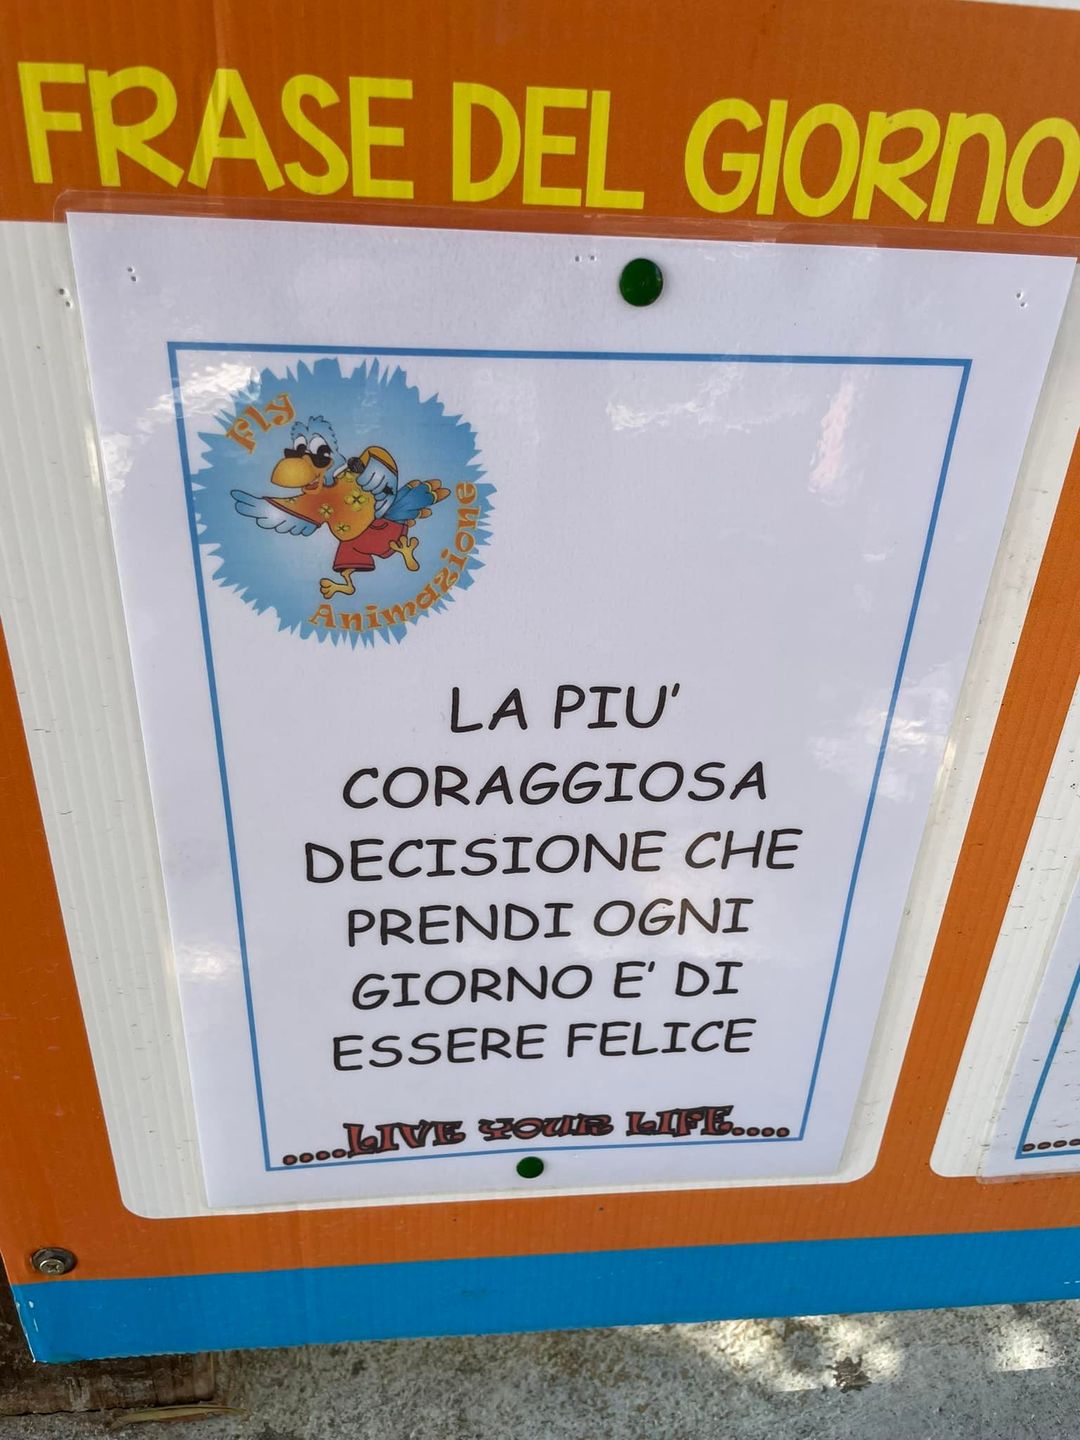 FRASE DEL GIORNO
Fly
Animazione
LA PIU'
CORAGGIOSA
DECISIONE CHE
PRENDI OGNI
GIORNO E' DI
ESSERE FELICE
....LIVE YOUR LIFE....